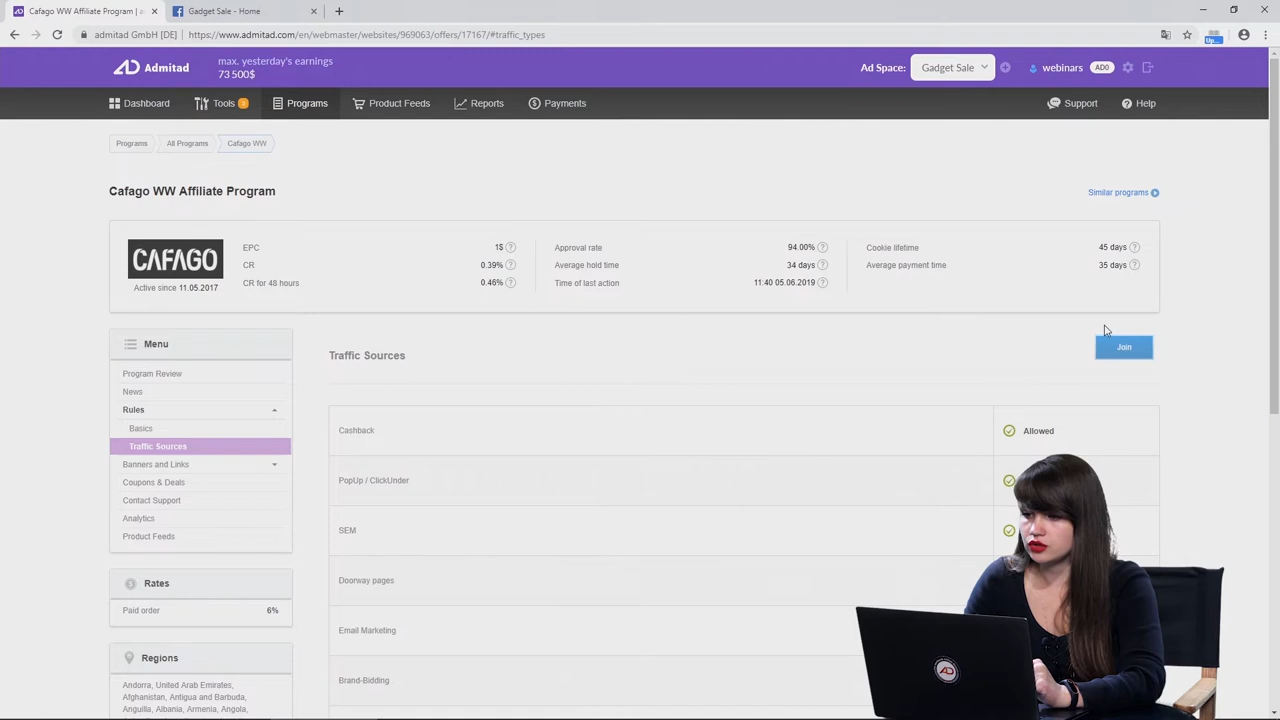 Cafago WW Affiliate Program | a
Gadget Sale - Home
admitad GmbH [DE] | https://www.admitad.com/en/webmaster/websites/969063/offers/17167/#traffic_types
Up...
Admitad
max. yesterday's earnings
73 500$
Ad Space:
Gadget Sale
webinars
AD0
Dashboard
Tools
Programs
Product Feeds
Reports
Payments
Support
Help
Programs
All Programs
Cafago WW
Cafago WW Affiliate Program
Similar programs
CAFAGO
Active since 11.05.2017
EPC 1$
CR 0.39%
CR for 48 hours 0.46%
Approval rate 94.00%
Average hold time 34 days
Time of last action 11:40 05.06.2019
Cookie lifetime 45 days
Average payment time 35 days
Menu
Program Review
News
Rules
Basics
Traffic Sources
Banners and Links
Coupons & Deals
Contact Support
Analytics
Product Feeds
Rates
Paid order 6%
Regions
Andorra, United Arab Emirates,
Afghanistan, Antigua and Barbuda,
Anguilla, Albania, Armenia, Angola,
Traffic Sources
Join
Cashback Allowed
PopUp / ClickUnder
SEM
Doorway pages
Email Marketing
Brand-Bidding
AD